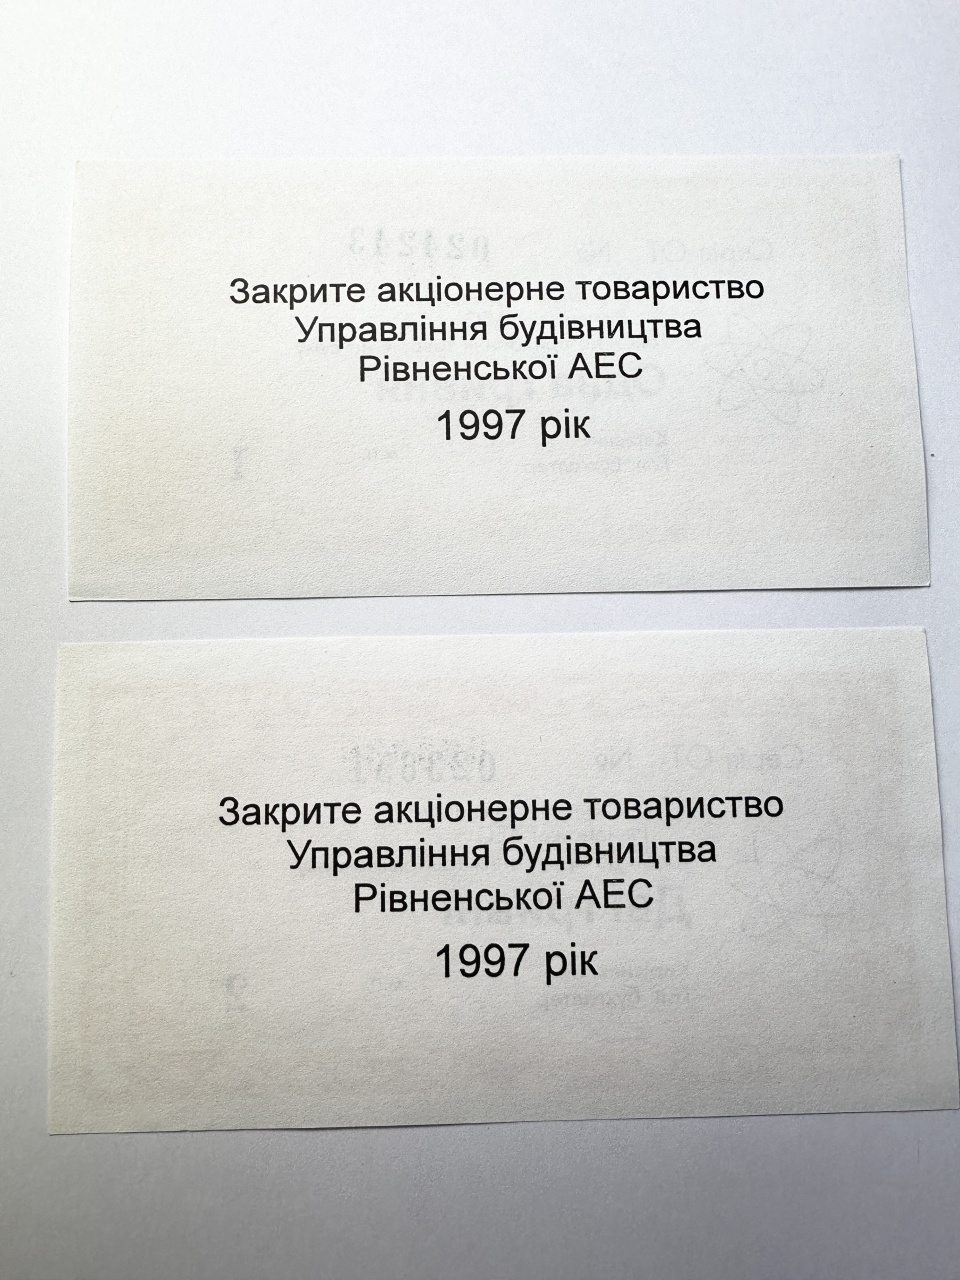 Закрите акціонерне товариство
Управління будівництва
Рівненської АЕС
1997 рік
Закрите акціонерне товариство
Управління будівництва
Рівненської АЕС
1997 рік